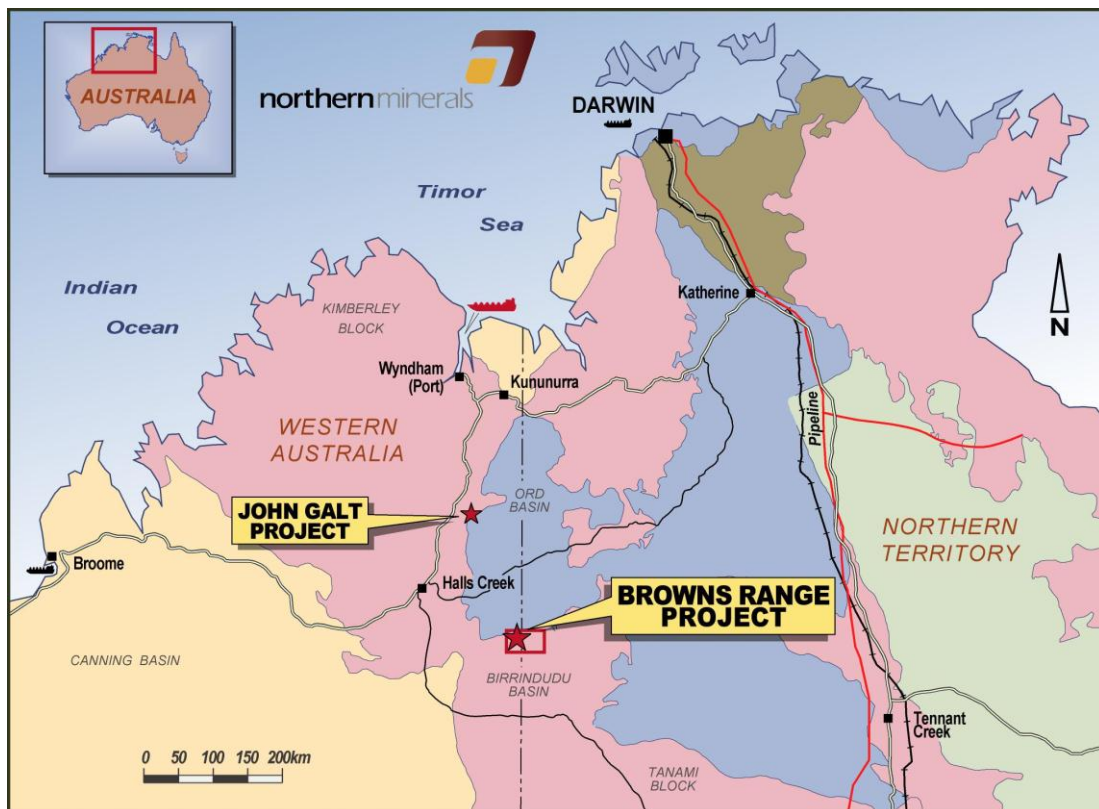 AUSTRALIA
northernminerals
DARWIN
Timor
Sea
Indian
Ocean
KIMBERLEY
BLOCK
Katherine
N
Wyndham
(Port)
Kununurra
WESTERN
AUSTRALIA
Pipeline
ORD
BASIN
JOHN GALT
PROJECT
NORTHERN
TERRITORY
Broome
Halls Creek
BROWNS RANGE
PROJECT
CANNING BASIN
BIRRINDUDU
BASIN
Tennant
Creek
0 50 100 150 200km
TANAMI
BLOCK